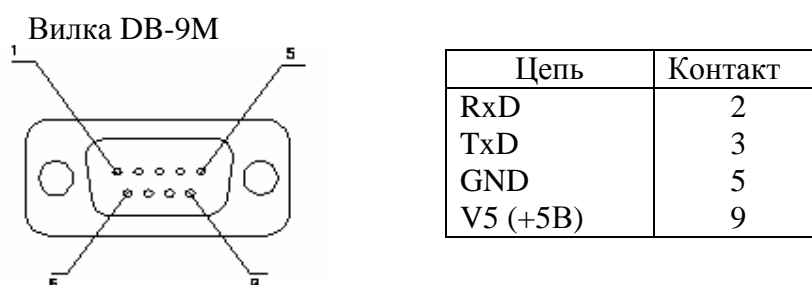 Вилка DB-9M
1
5
6
9
Цепь Контакт
RxD 2
TxD 3
GND 5
V5 (+5В) 9